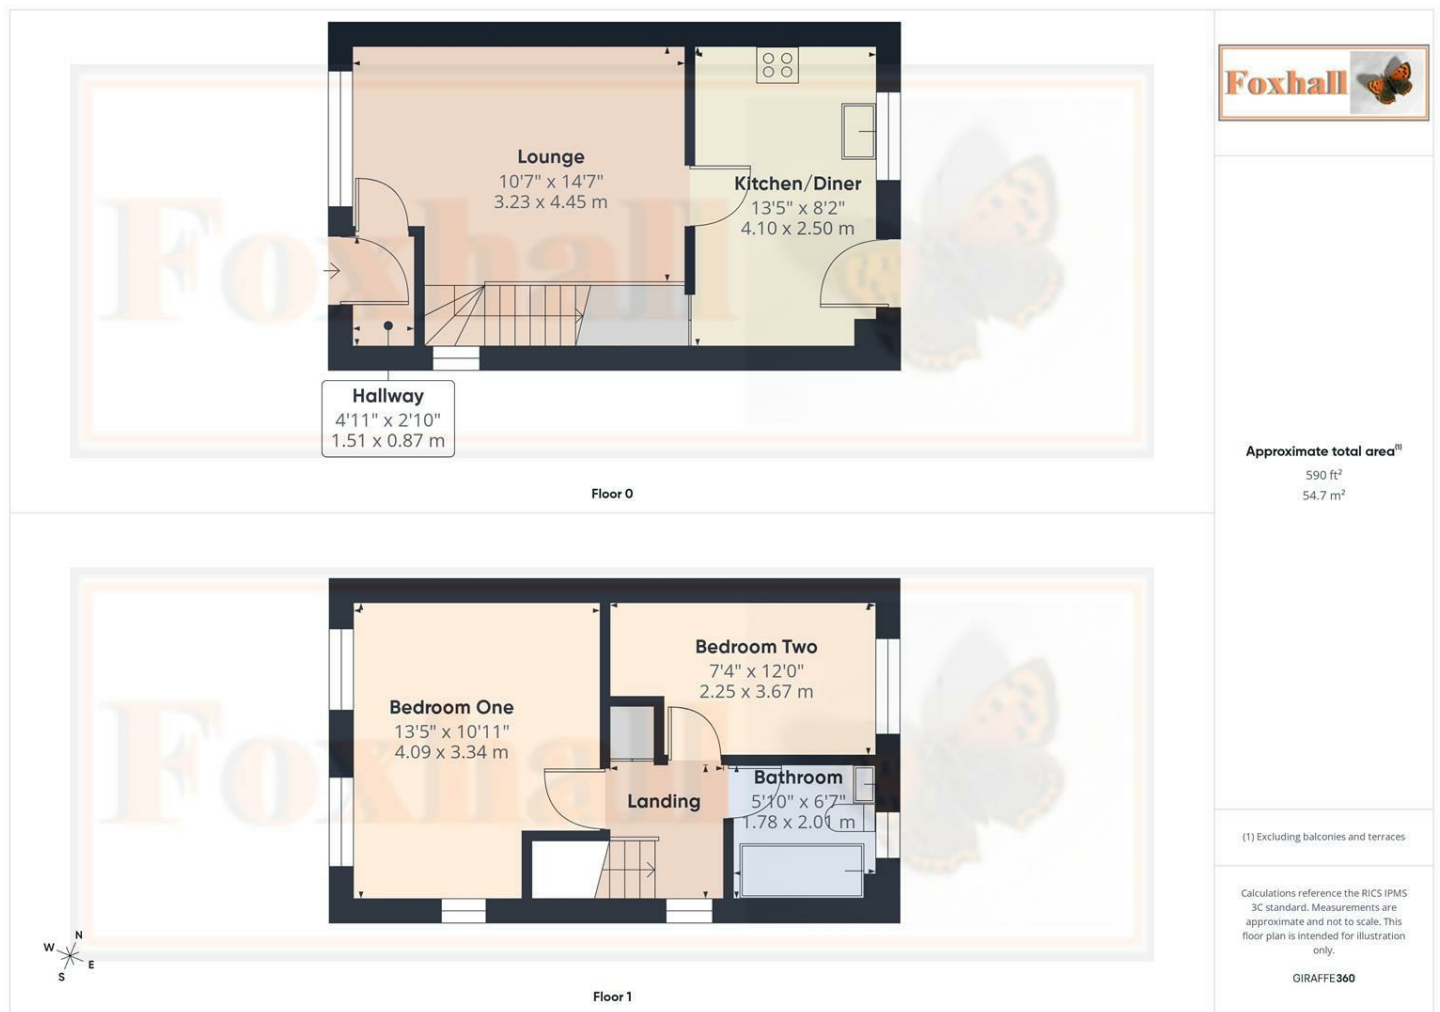 Foxhall
Lounge
10'7" x 14'7"
3.23 x 4.45 m
Kitchen/Diner
13'5" x 8'2"
4.10 x 2.50 m
Hallway
4'11" x 2'10"
1.51 x 0.87 m
Foxhall
Floor 0
Bedroom One
13'5" x 10'11"
4.09 x 3.34 m
Bedroom Two
7'4" x 12'0"
2.25 x 3.67 m
Landing
Bathroom
5'10" x 6'7"
1.78 x 2.01 m
Foxhall
N
W
E
S
Floor 1
Approximate total area(1)
590 ft²
54.7 m²
(1) Excluding balconies and terraces
Calculations reference the RICS IPMS
3C standard. Measurements are
approximate and not to scale. This
floor plan is intended for illustration
only.
GIRAFFE360